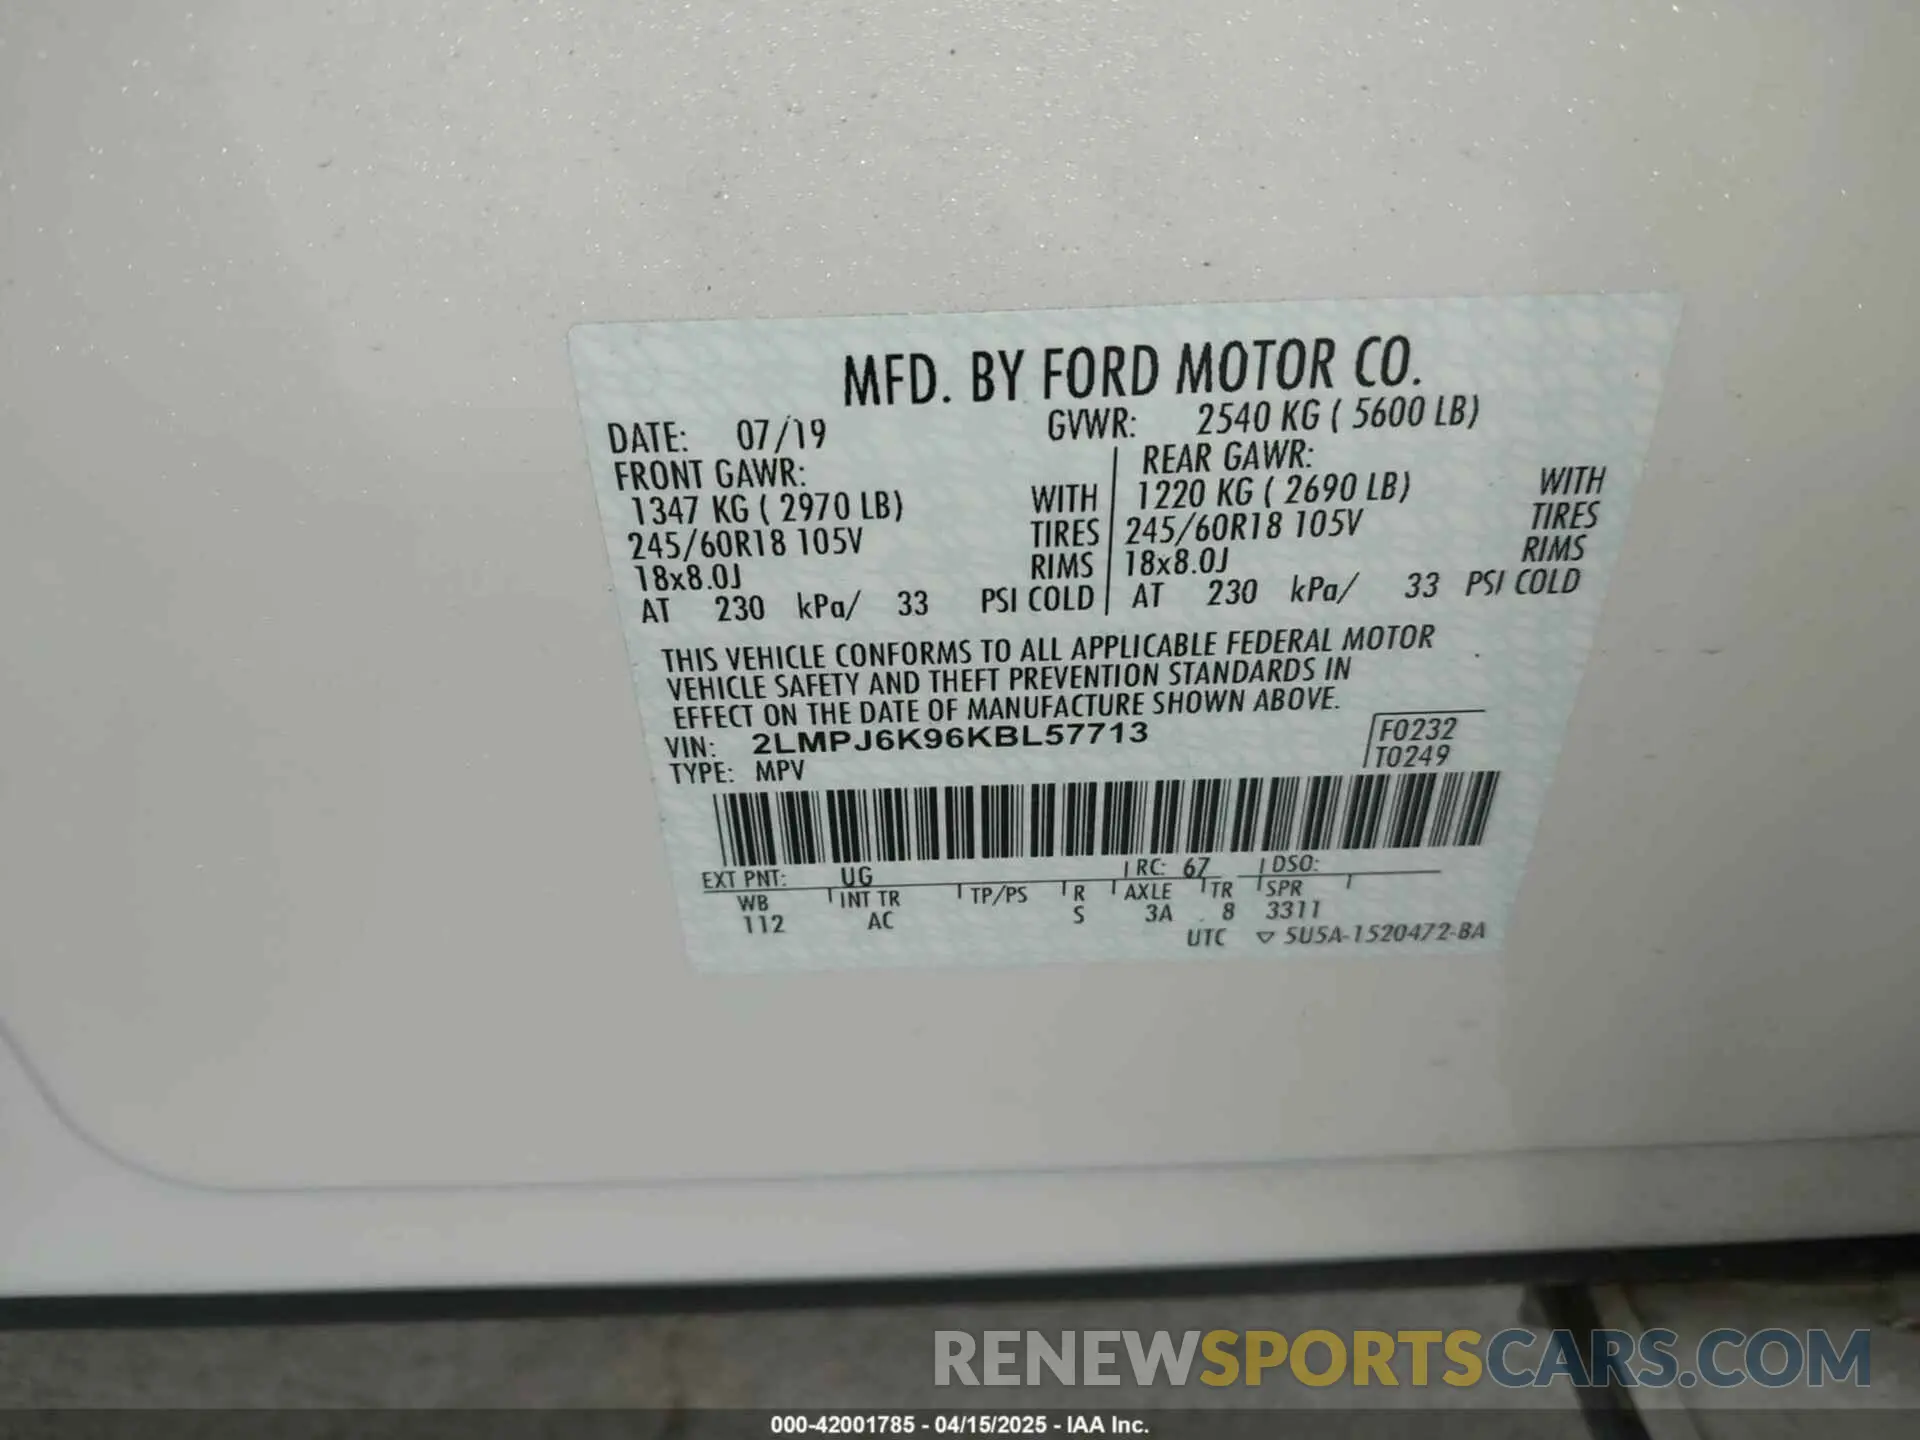 MFD. BY FORD MOTOR CO.
DATE: 07/19 GVWR: 2540 KG ( 5600 LB)
FRONT GAWR: REAR GAWR:
1347 KG ( 2970 LB) WITH 1220 KG ( 2690 LB) WITH
245/60R18 105V TIRES 245/60R18 105V TIRES
18x8.0J RIMS 18x8.0J RIMS
AT 230 kPa/ 33 PSI COLD AT 230 kPa/ 33 PSI COLD
THIS VEHICLE CONFORMS TO ALL APPLICABLE FEDERAL MOTOR
VEHICLE SAFETY AND THEFT PREVENTION STANDARDS IN
EFFECT ON THE DATE OF MANUFACTURE SHOWN ABOVE.
VIN: 2LMPJ6K96KBL57713 F0232
TYPE: MPV T0249
EXT PNT: UG RC: 67 DSO:
WB INT TR TP/PS R AXLE TR SPR
112 AC S 3A 8 3311
UTC ▽ 5U5A-1520472-BA
RENEWSPORTSCARS.COM
000-42001785 - 04/15/2025 - IAA Inc.